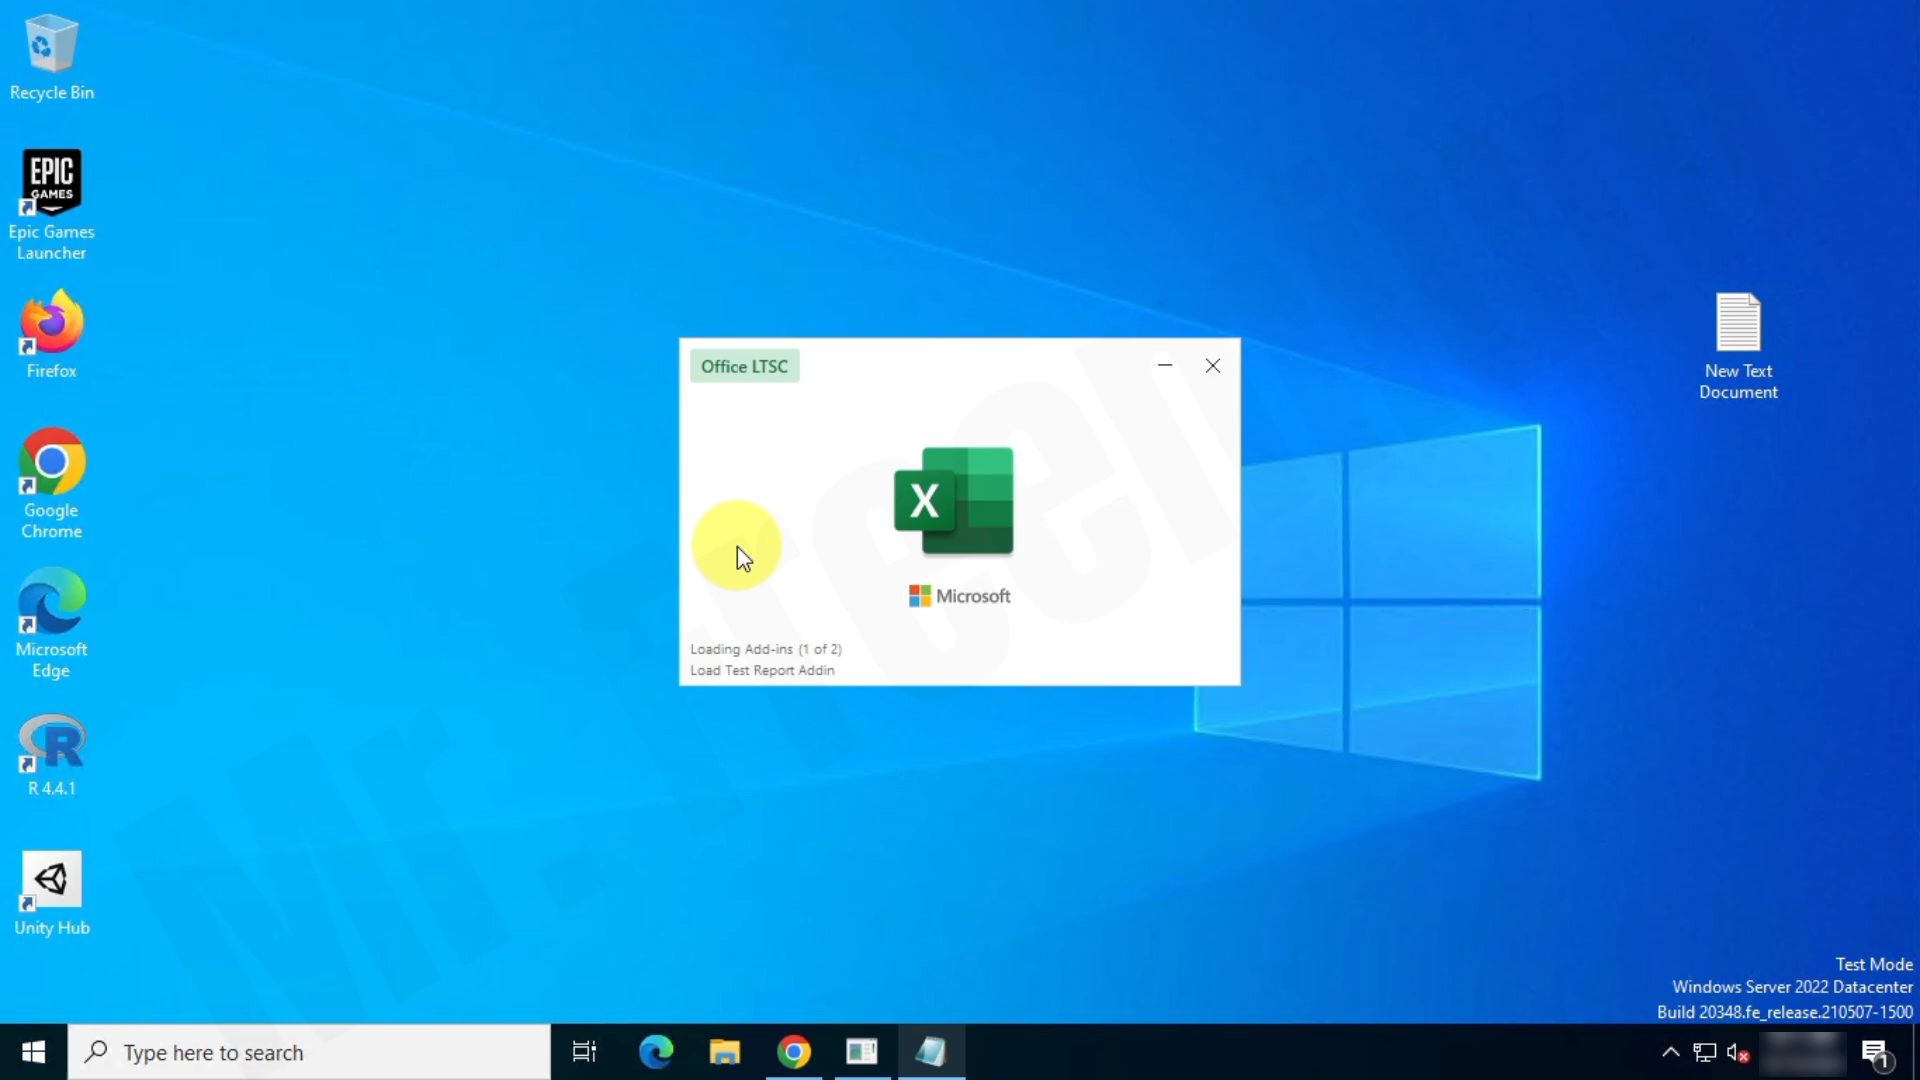 Recycle Bin
EPIC
GAMES
Epic Games
Launcher
Firefox
Google
Chrome
Microsoft
Edge
R 4.4.1
Unity Hub
Office LTSC
X
Microsoft
Loading Add-ins (1 of 2)
Load Test Report Addin
New Text
Document
Test Mode
Windows Server 2022 Datacenter
Build 20348.fe_release.210507-1500
Type here to search
1